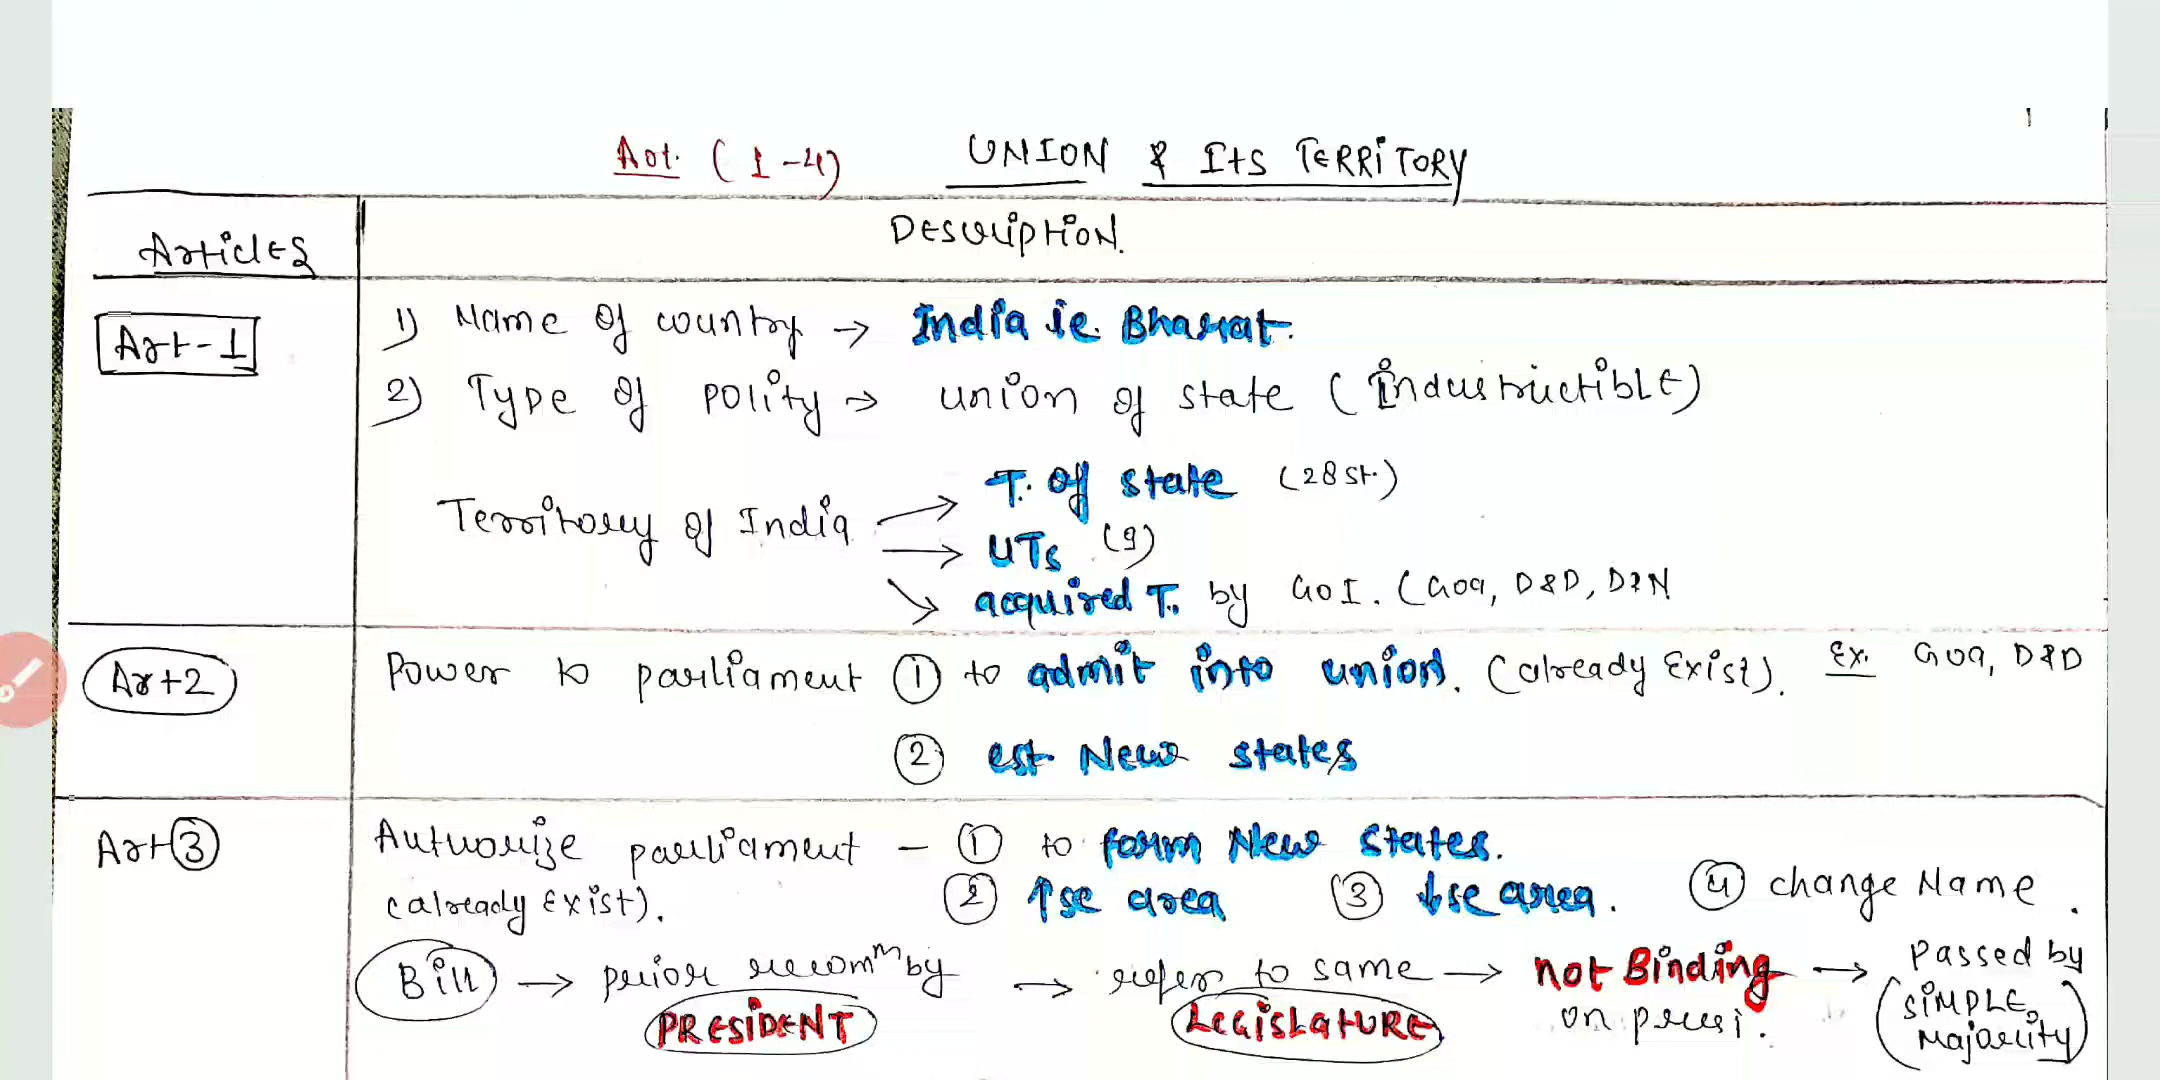 1
Art. (1-4) UNION & ItS TERRITORY
Articles DESCRIPTION.
Art-1 1) Name of country → India ie. Bharat.
2) Type of polity → union of state (industructible)
T. of state (28 st.)
Territory of India
UTs (9)
acquired T. by GoI. (Goa, D&D, D&N
Art 2 Power to parliament ① to admit into union. (already Exist). Ex. Goa, D&D
② est New states
Art ③ Authorize parliament - ① to form New states.
(already Exist). ② ↑se area ③ ↓se area. ④ change Name.
Bill → prior recomm by → refer to same → not Binding → Passed by
PRESIDENT LEGISLATURE on presi. (SIMPLE
Majority)